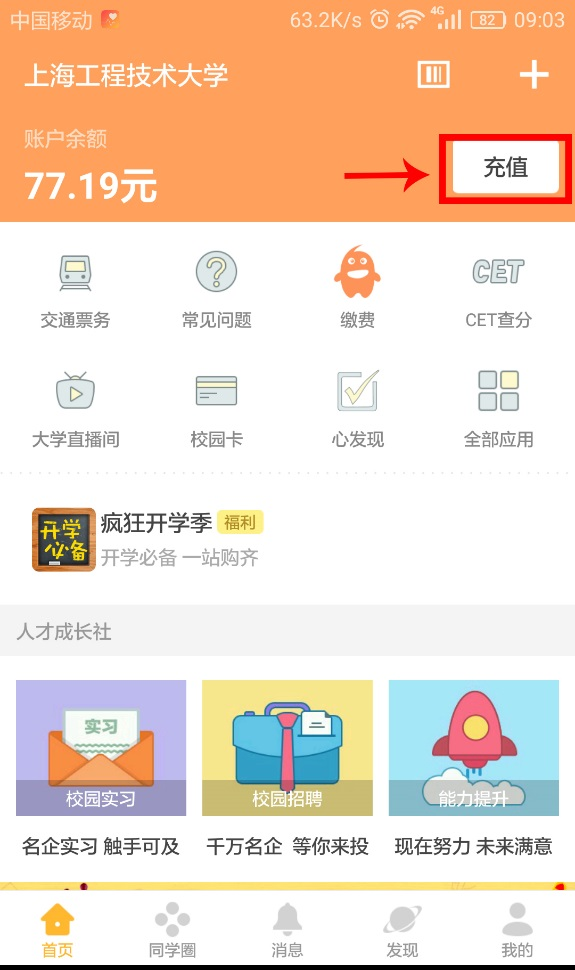 中国移动 63.2K/s 4G 82 09:03
上海工程技术大学
账户余额
77.19元
充值
交通票务 常见问题 缴费 CET查分
CET
大学直播间 校园卡 心发现 全部应用
开学必备
疯狂开学季 福利
开学必备 一站购齐
人才成长社
实习
校园实习 校园招聘 能力提升
名企实习 触手可及 千万名企 等你来投 现在努力 未来满意
首页 同学圈 消息 发现 我的